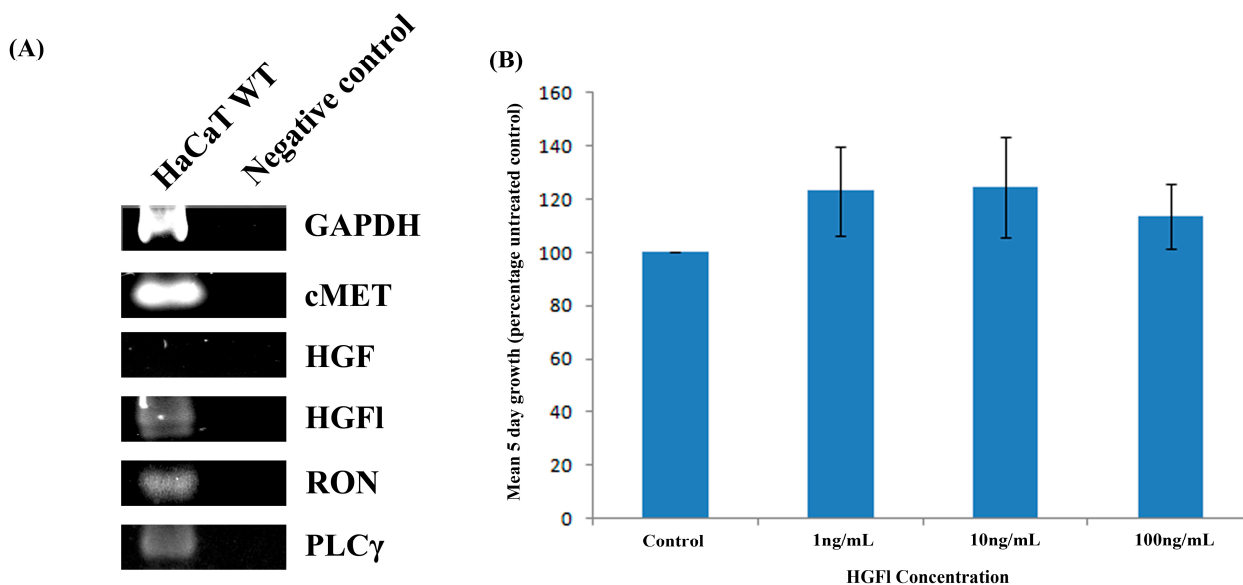 (A)
HaCaT WT
Negative control
GAPDH
cMET
HGF
HGFl
RON
PLCγ
(B)
Mean 5 day growth (percentage untreated control)
160
140
120
100
80
60
40
20
0
Control
1ng/mL
10ng/mL
100ng/mL
HGFl Concentration